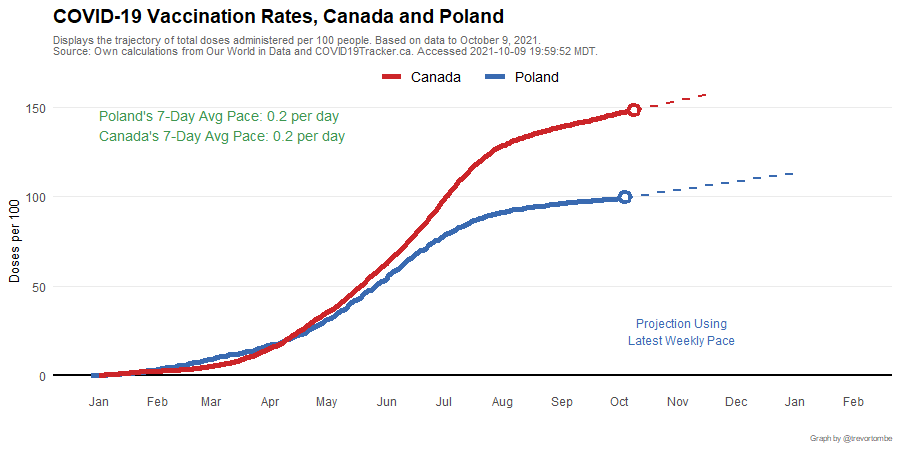 COVID-19 Vaccination Rates, Canada and Poland
Displays the trajectory of total doses administered per 100 people. Based on data to October 9, 2021.
Source: Own calculations from Our World in Data and COVID19Tracker.ca. Accessed 2021-10-09 19:59:52 MDT.
Canada Poland
150
Poland's 7-Day Avg Pace: 0.2 per day
Canada's 7-Day Avg Pace: 0.2 per day
100
Doses per 100
50
Projection Using
Latest Weekly Pace
0
Jan Feb Mar Apr May Jun Jul Aug Sep Oct Nov Dec Jan Feb
Graph by @trevortombe